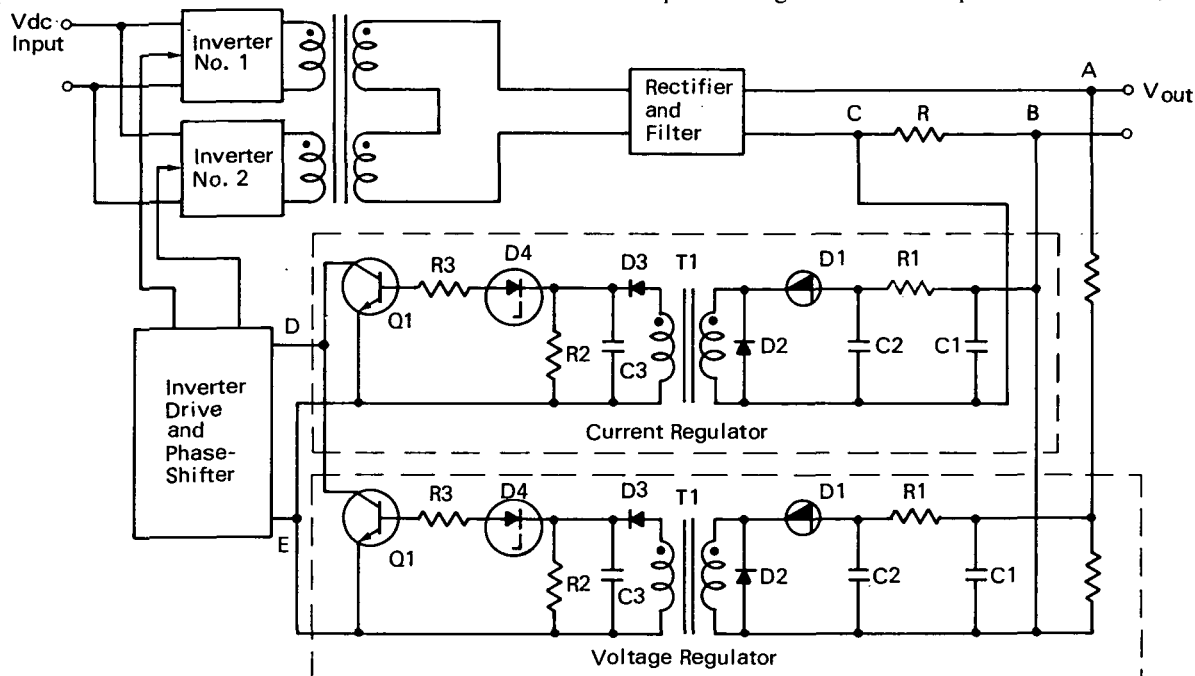 Vdc
Input
Inverter
No. 1
Inverter
No. 2
Rectifier
and
Filter
A
V out
C
R
B
D4
R3
D3
T1
D1
R1
D
Q1
R2
C3
D2
C2
C1
Inverter
Drive
and
Phase-
Shifter
Current Regulator
R3
D4
D3
T1
D1
R1
E
Q1
R2
C3
D2
C2
C1
Voltage Regulator